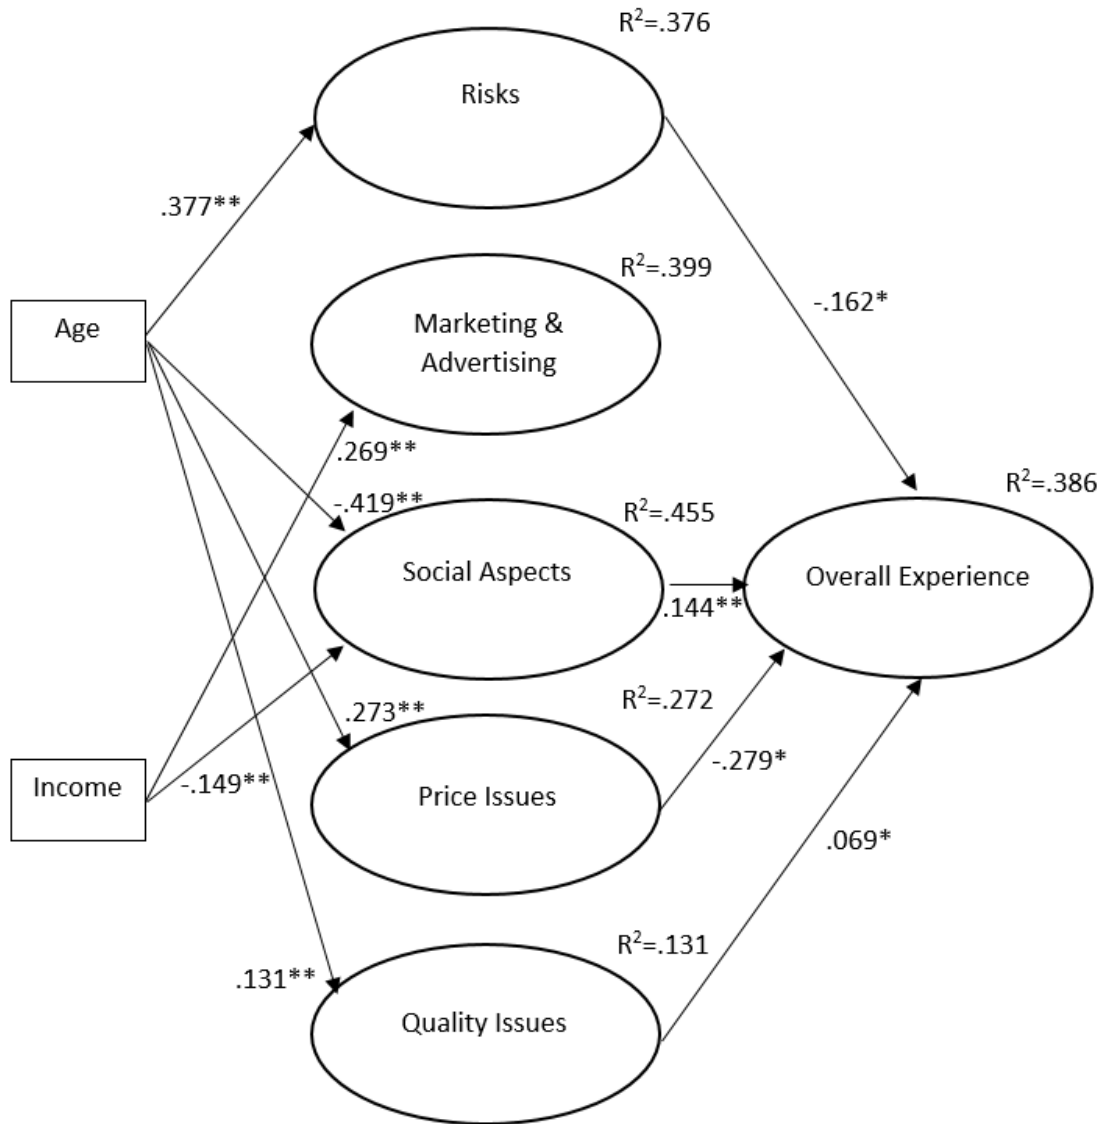 R²=.376
Risks
.377**
R²=.399
Age
Marketing &
Advertising
-.162*
.269**
-.419**
R²=.455
R²=.386
Social Aspects
Overall Experience
.144**
R²=.272
.273**
Income
-.149**
Price Issues
-.279*
.069*
R²=.131
.131**
Quality Issues